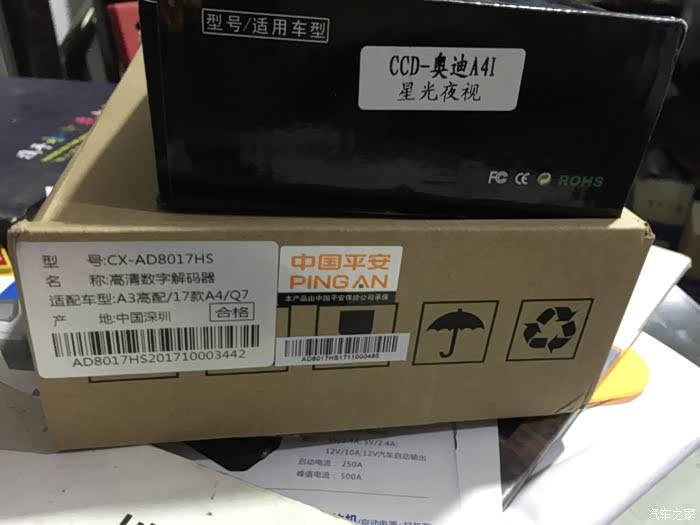 型号/适用车型
CCD-奥迪A4I
星光夜视
FC CE ROHS
型 号:CX-AD8017HS
名 称:高清数字解码器
适配车型:A3高配/17款A4/Q7
产 地:中国深圳 合格
AD8017HS201710003442
中国平安
PING AN
本产品由中国平安保险公司承保
AD8017HS1711000485
5V/2.4A;
12V/10A;12V汽车启动输出
启动电流: 250A
峰值电流: 500A
汽车之家